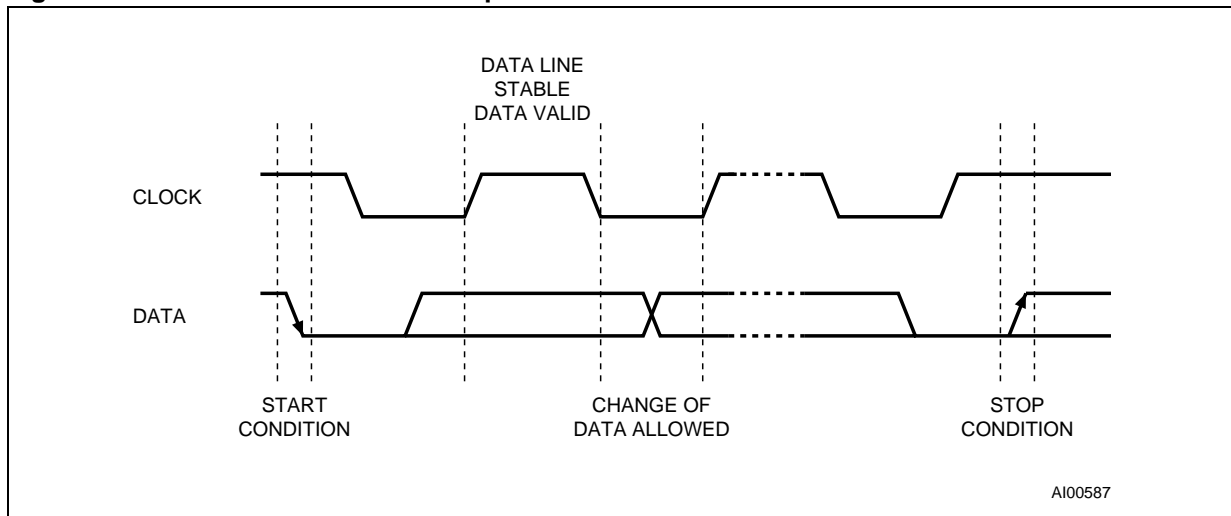 DATA LINE
STABLE
DATA VALID
CLOCK
DATA
START
CONDITION
CHANGE OF
DATA ALLOWED
STOP
CONDITION
AI00587